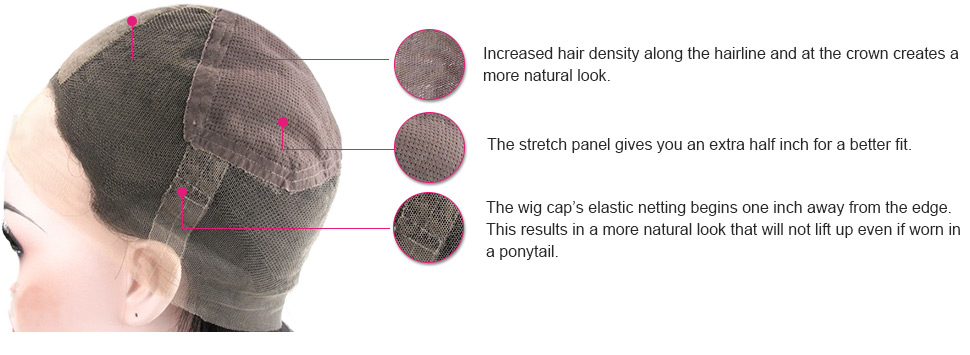 Increased hair density along the hairline and at the crown creates a
more natural look.
The stretch panel gives you an extra half inch for a better fit.
The wig cap’s elastic netting begins one inch away from the edge.
This results in a more natural look that will not lift up even if worn in
a ponytail.